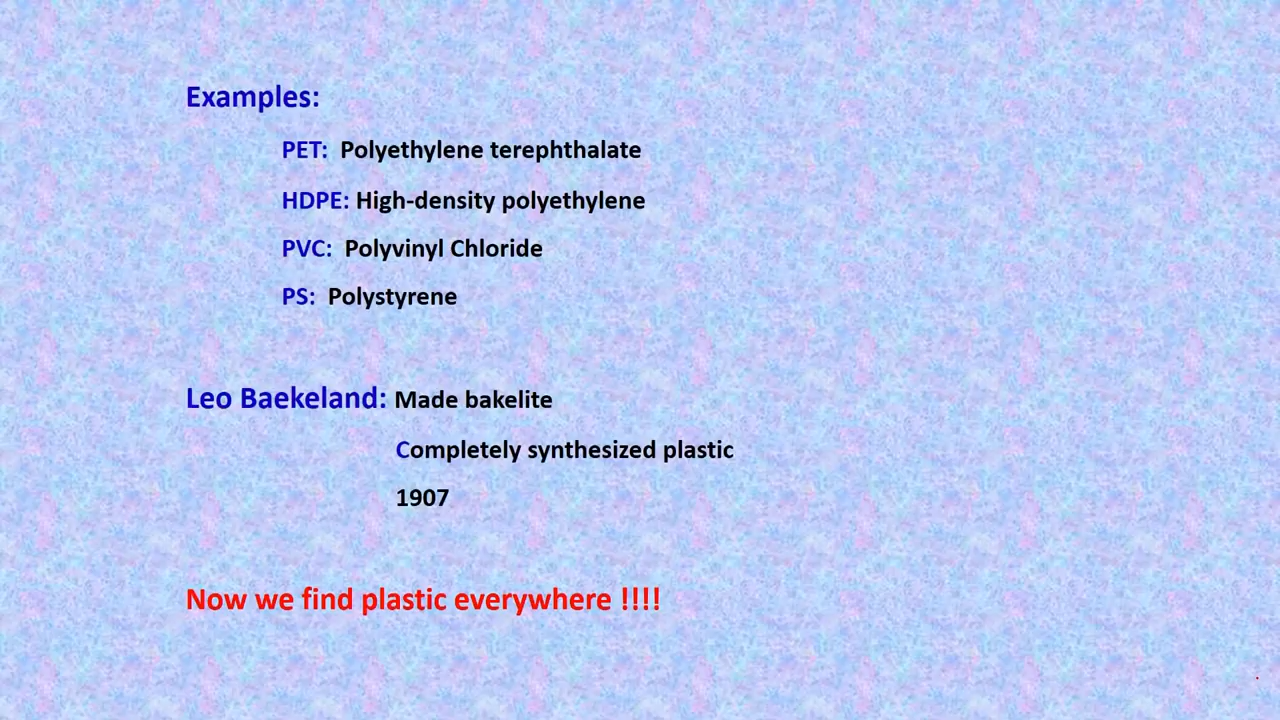 Examples:
PET: Polyethylene terephthalate
HDPE: High-density polyethylene
PVC: Polyvinyl Chloride
PS: Polystyrene
Leo Baekeland: Made bakelite
Completely synthesized plastic
1907
Now we find plastic everywhere !!!!